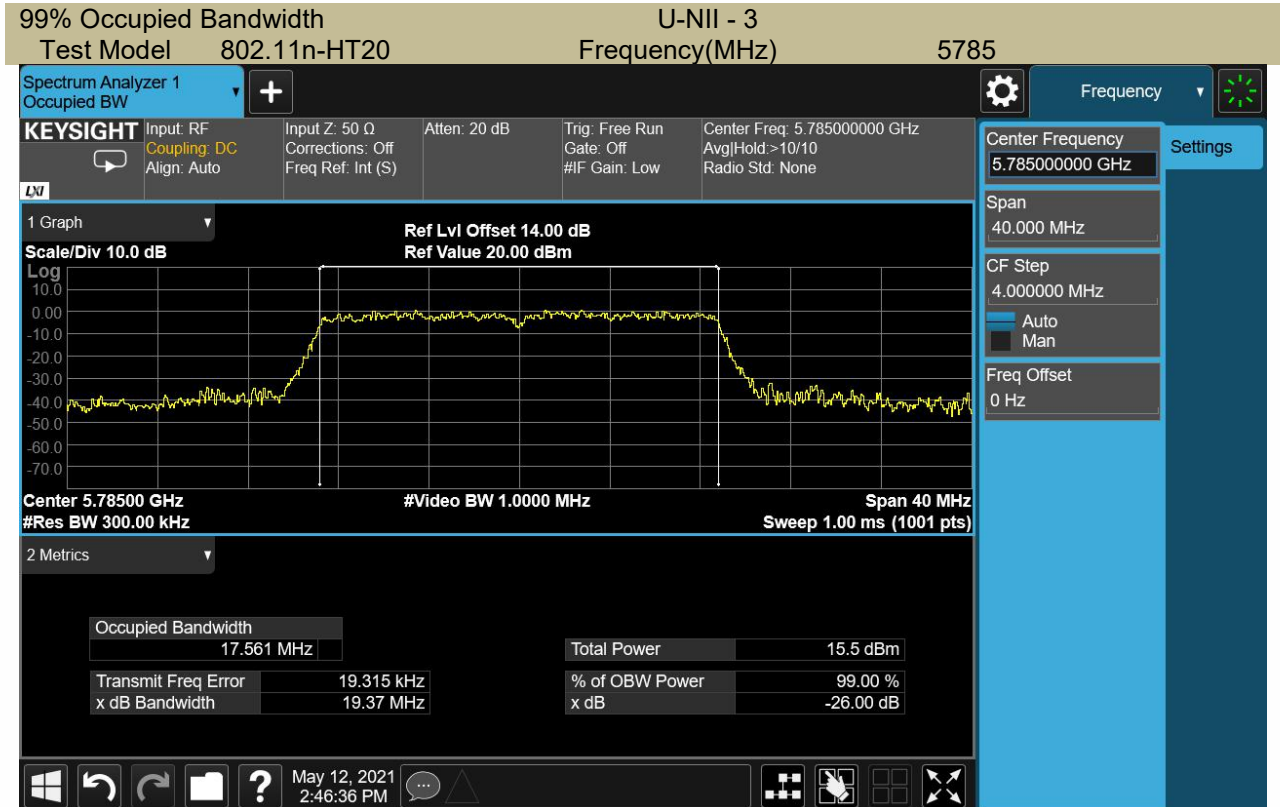 99% Occupied Bandwidth U-NII - 3
Test Model 802.11n-HT20 Frequency(MHz) 5785
Spectrum Analyzer 1
Occupied BW
+
Frequency
KEYSIGHT
LXI
Input: RF
Coupling: DC
Align: Auto
Input Z: 50 Ω
Corrections: Off
Freq Ref: Int (S)
Atten: 20 dB
Trig: Free Run
Gate: Off
#IF Gain: Low
Center Freq: 5.785000000 GHz
Avg|Hold:>10/10
Radio Std: None
Center Frequency
5.785000000 GHz
Settings
Span
40.000 MHz
CF Step
4.000000 MHz
Auto
Man
Freq Offset
0 Hz
1 Graph
Scale/Div 10.0 dB
Ref Lvl Offset 14.00 dB
Ref Value 20.00 dBm
Log
10.0
0.00
-10.0
-20.0
-30.0
-40.0
-50.0
-60.0
-70.0
Center 5.78500 GHz #Video BW 1.0000 MHz Span 40 MHz
#Res BW 300.00 kHz Sweep 1.00 ms (1001 pts)
2 Metrics
Occupied Bandwidth
17.561 MHz
Total Power 15.5 dBm
Transmit Freq Error 19.315 kHz % of OBW Power 99.00 %
x dB Bandwidth 19.37 MHz x dB -26.00 dB
?
May 12, 2021
2:46:36 PM